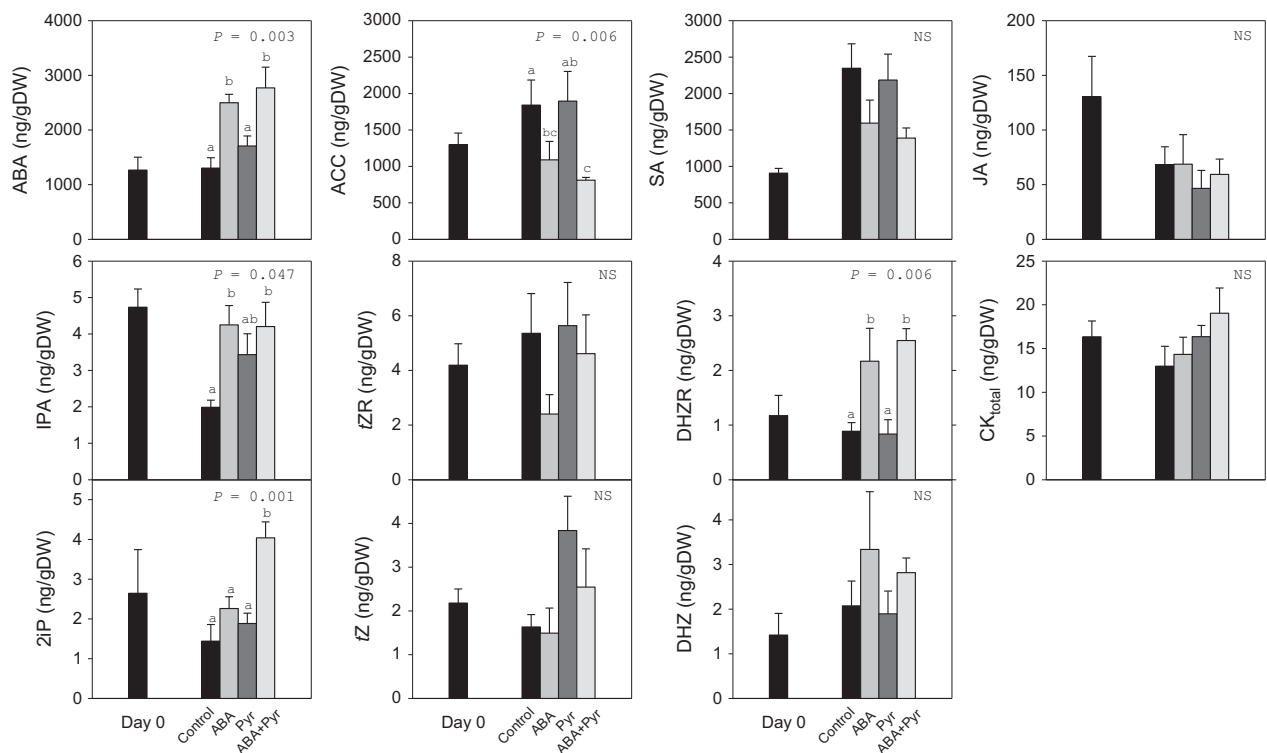 4000
3000
2000
1000
0
ABA (ng/gDW)
P = 0.003
a
b
a
b
3000
2500
2000
1500
1000
500
0
ACC (ng/gDW)
P = 0.006
a
bc
ab
c
3000
2500
2000
1500
1000
500
0
SA (ng/gDW)
NS
200
150
100
50
0
JA (ng/gDW)
NS
6
5
4
3
2
1
0
IPA (ng/gDW)
P = 0.047
a
b
ab
b
8
6
4
2
0
tZR (ng/gDW)
NS
4
3
2
1
0
DHZR (ng/gDW)
P = 0.006
a
b
a
b
25
20
15
10
5
0
CKtotal (ng/gDW)
NS
5
4
3
2
1
0
2iP (ng/gDW)
P = 0.001
a
a
a
b
Day 0
Control
ABA
Pyr
ABA+Pyr
4
3
2
1
0
tZ (ng/gDW)
NS
Day 0
Control
ABA
Pyr
ABA+Pyr
4
3
2
1
0
DHZ (ng/gDW)
NS
Day 0
Control
ABA
Pyr
ABA+Pyr